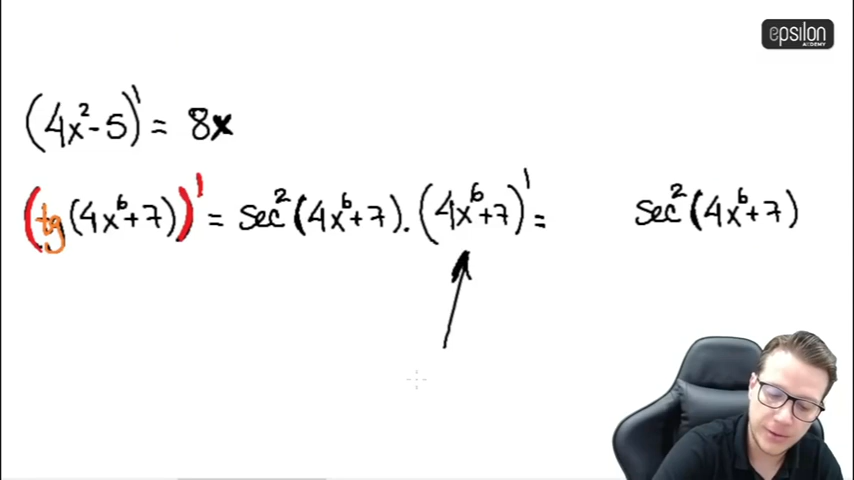 epsilon
ACADEMY
(4x²-5)' = 8x
(tg(4x⁶+7))' = sec²(4x⁶+7).(4x⁶+7)' = sec²(4x⁶+7)